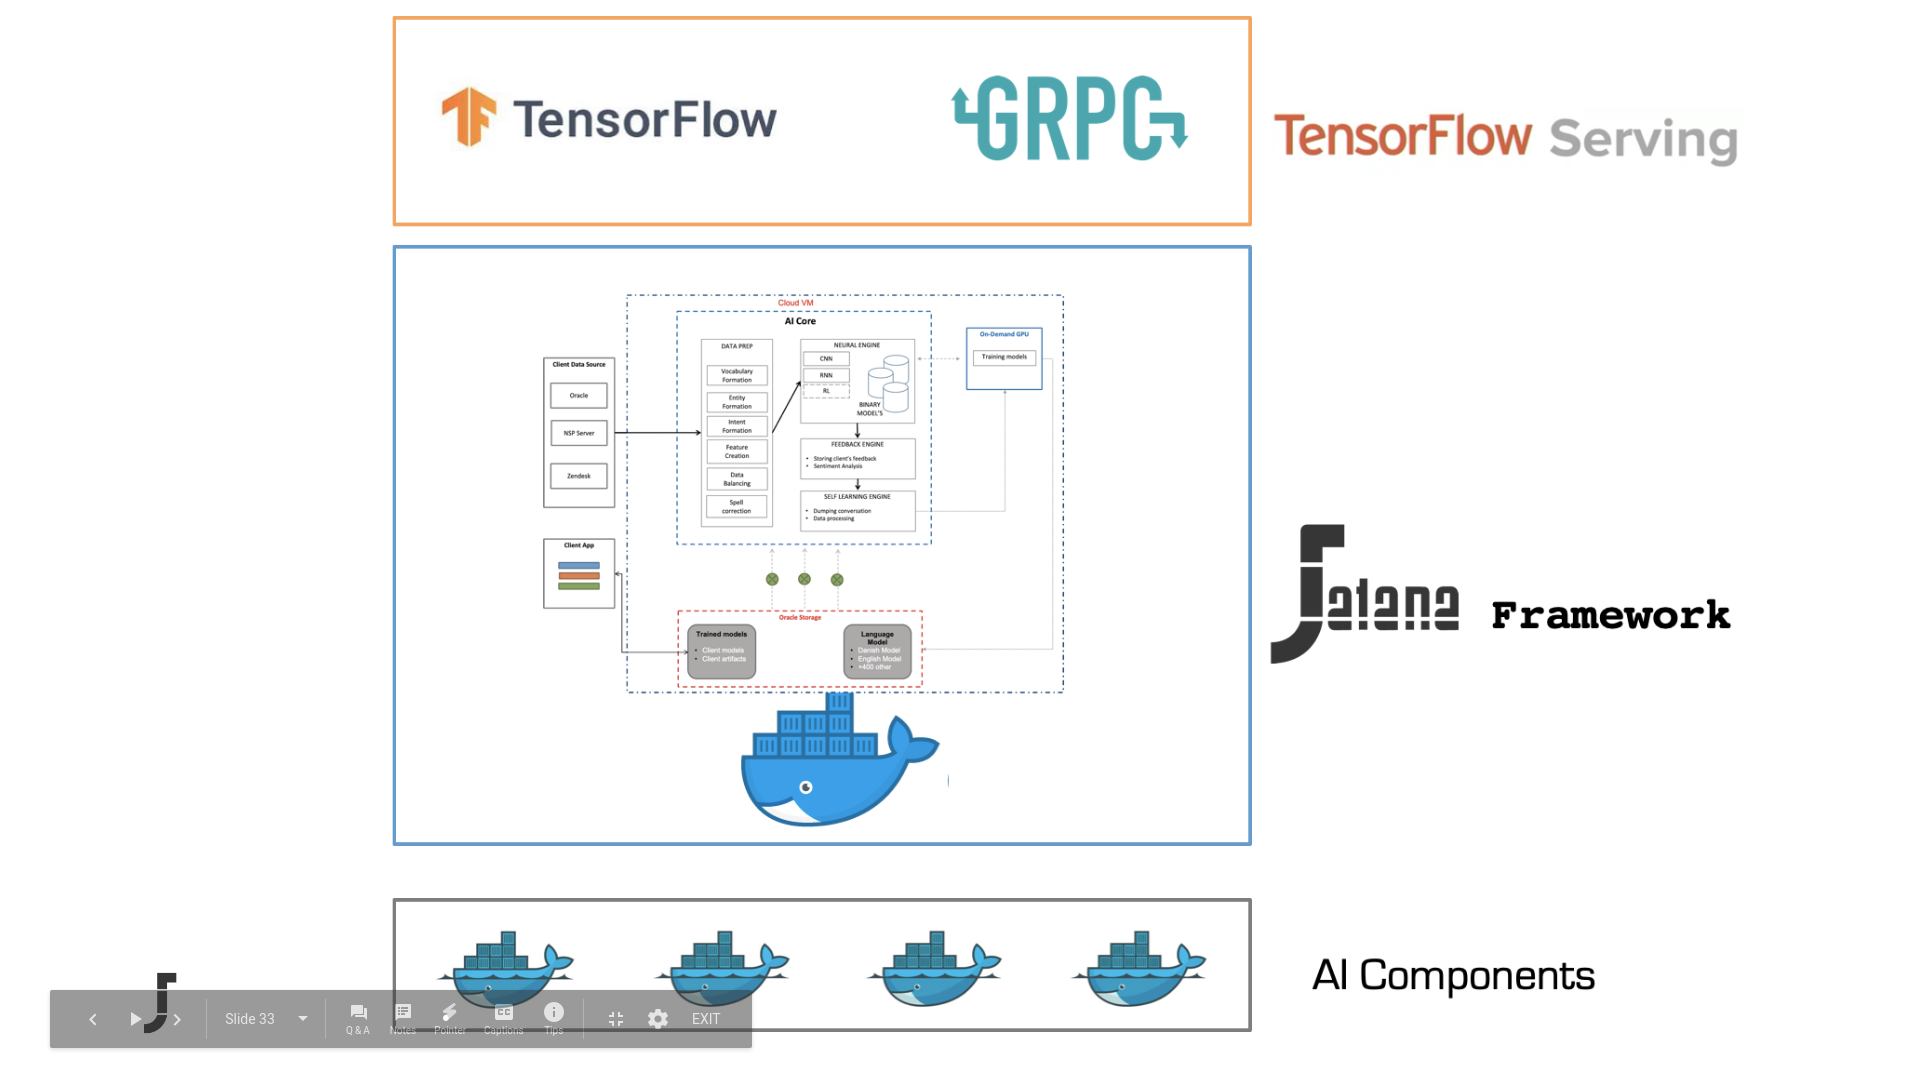 TensorFlow
GRPC
TensorFlow Serving
Cloud VM
AI Core
DATA PREP
Vocabulary
Formation
Entity
Formation
Intent
Formation
Feature
Creation
Data
Balancing
Spell
correction
NEURAL ENGINE
CNN
RNN
RL
BINARY
MODEL'S
On-Demand GPU
Training models
Client Data Source
Oracle
NSP Server
Zendesk
FEEDBACK ENGINE
• Storing client's feedback
• Sentiment Analysis
SELF LEARNING ENGINE
• Dumping conversation
• Data processing
Client App
Oracle Storage
Trained models
• Client models
• Client artifacts
Language
Model
• Danish Model
• English Model
• +400 other
Jatana Framework
AI Components
Slide 33
Q & A
Notes
Pointer
CC
Captions
Tips
EXIT